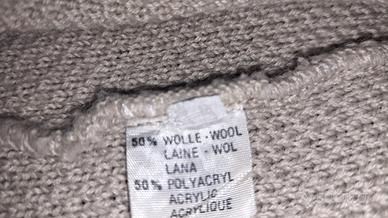 50% WOLLE - WOOL
LAINE - WOL
LANA
50% POLYACRYL
ACRYLIC
ACRYLIQUE